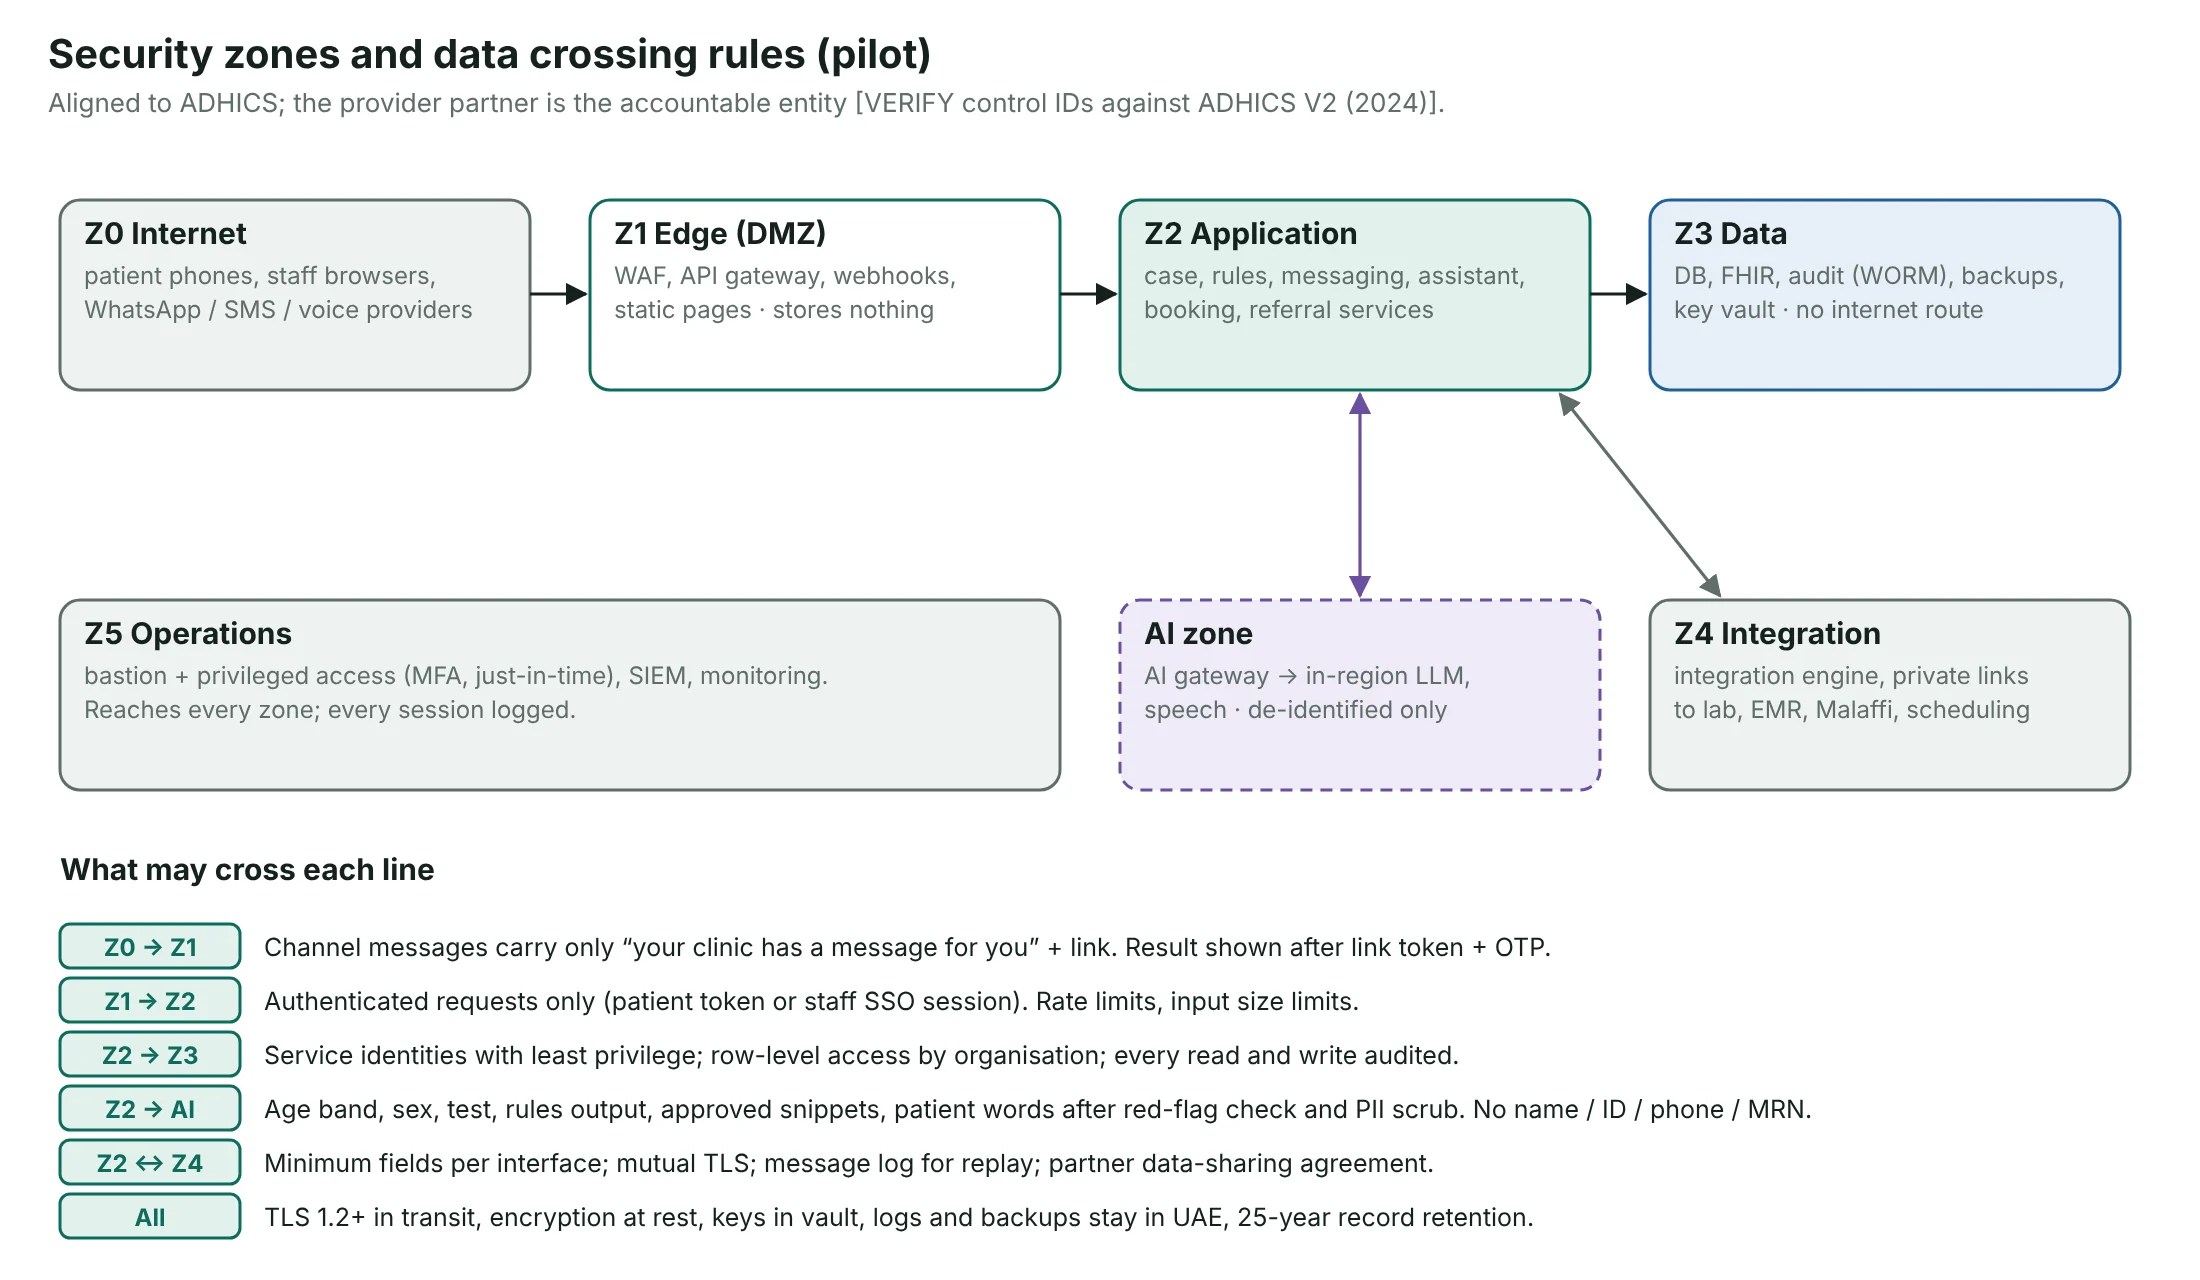 Security zones and data crossing rules (pilot)
Aligned to ADHICS; the provider partner is the accountable entity [VERIFY control IDs against ADHICS V2 (2024)].
Z0 Internet
patient phones, staff browsers,
WhatsApp / SMS / voice providers
Z1 Edge (DMZ)
WAF, API gateway, webhooks,
static pages · stores nothing
Z2 Application
case, rules, messaging, assistant,
booking, referral services
Z3 Data
DB, FHIR, audit (WORM), backups,
key vault · no internet route
Z5 Operations
bastion + privileged access (MFA, just-in-time), SIEM, monitoring.
Reaches every zone; every session logged.
AI zone
AI gateway → in-region LLM,
speech · de-identified only
Z4 Integration
integration engine, private links
to lab, EMR, Malaffi, scheduling
What may cross each line
Z0 → Z1 Channel messages carry only “your clinic has a message for you” + link. Result shown after link token + OTP.
Z1 → Z2 Authenticated requests only (patient token or staff SSO session). Rate limits, input size limits.
Z2 → Z3 Service identities with least privilege; row-level access by organisation; every read and write audited.
Z2 → AI Age band, sex, test, rules output, approved snippets, patient words after red-flag check and PII scrub. No name / ID / phone / MRN.
Z2 ↔ Z4 Minimum fields per interface; mutual TLS; message log for replay; partner data-sharing agreement.
All TLS 1.2+ in transit, encryption at rest, keys in vault, logs and backups stay in UAE, 25-year record retention.